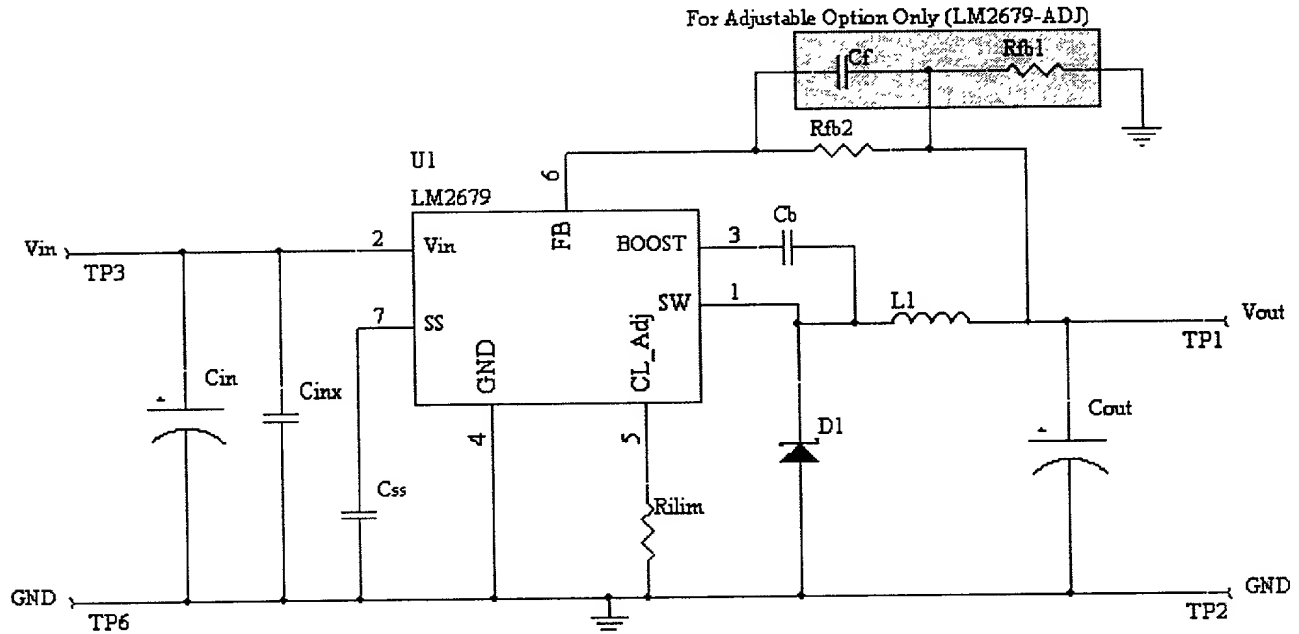 For Adjustable Option Only (LM2679-ADJ)
Cf
Rfb1
Rfb2
U1
LM2679
6
Cb
Vin
TP3
2
Vin
FB
BOOST
3
SW
1
L1
Vout
TP1
7
SS
GND
CL_Adj
Cin
Cinx
4
5
D1
Cout
Css
Rilim
GND
TP6
TP2
GND